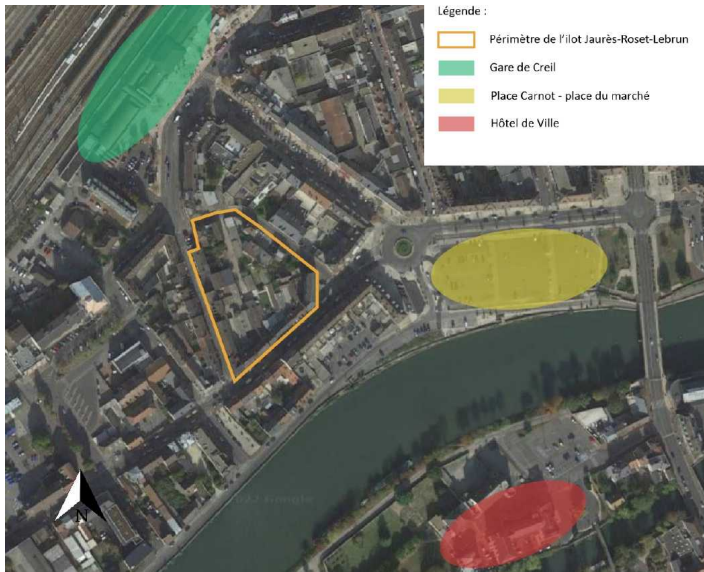 Légende :
Périmètre de l'ilot Jaurès-Roset-Lebrun
Gare de Creil
Place Carnot - place du marché
Hôtel de Ville
N